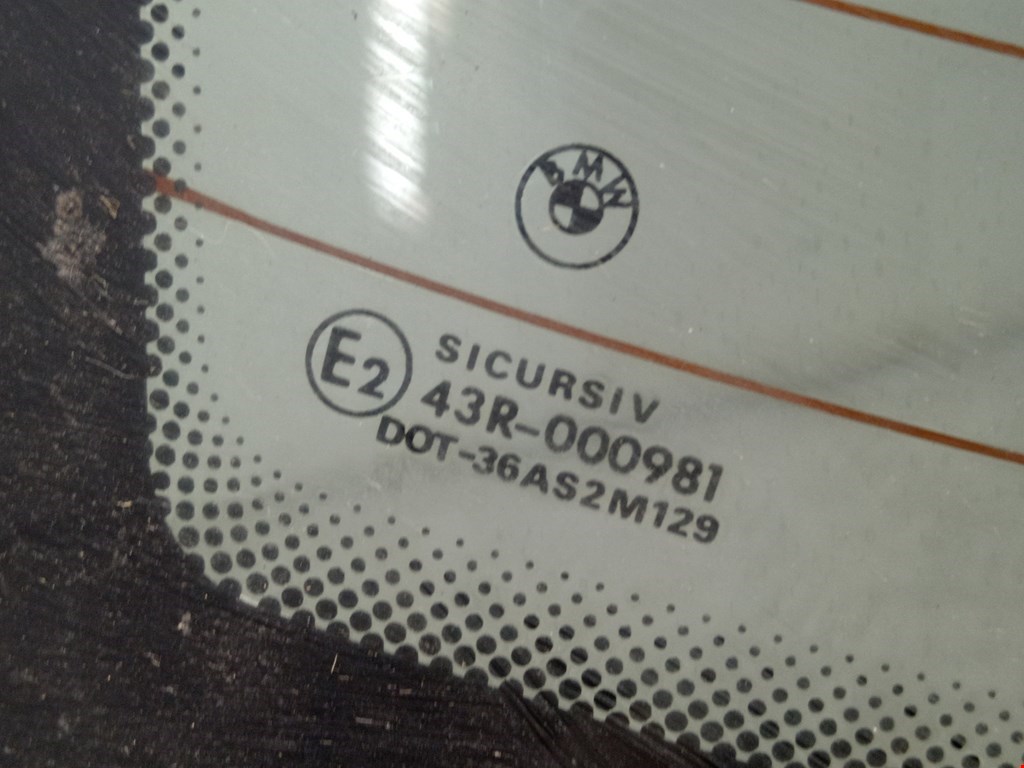 BMW
E2
SICURSIV
43R-000981
DOT-36AS2M129